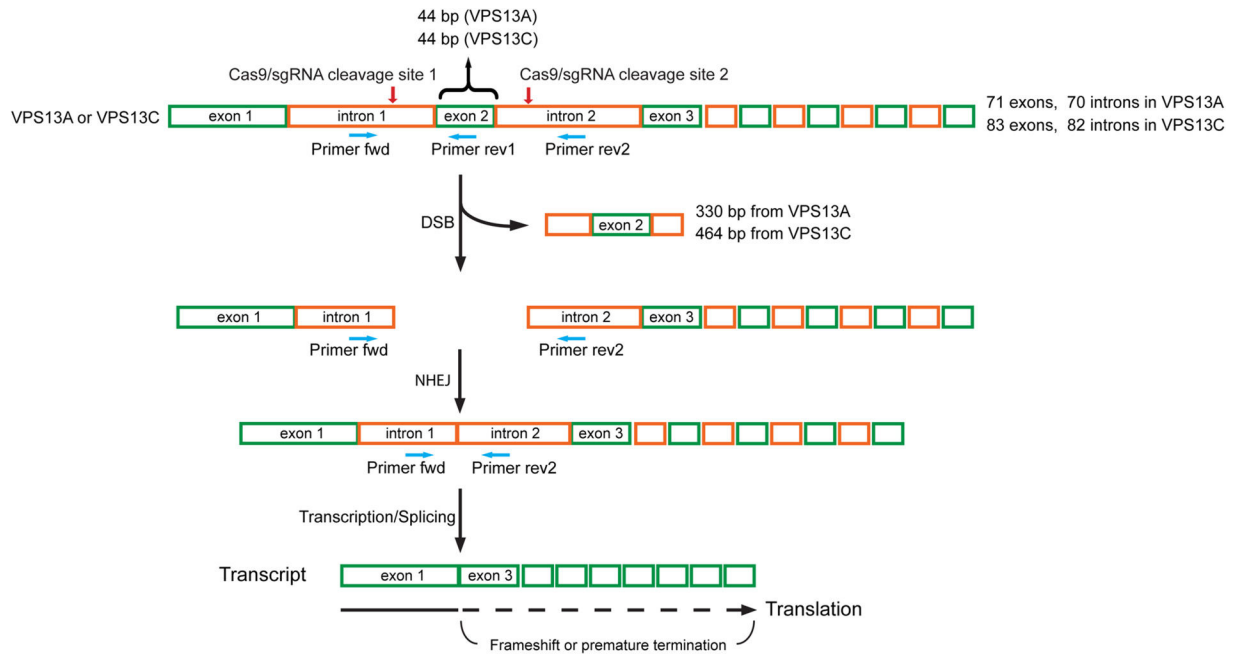 44 bp (VPS13A)
44 bp (VPS13C)
Cas9/sgRNA cleavage site 1
Cas9/sgRNA cleavage site 2
VPS13A or VPS13C
exon 1
intron 1
exon 2
intron 2
exon 3
71 exons, 70 introns in VPS13A
83 exons, 82 introns in VPS13C
Primer fwd
Primer rev1
Primer rev2
DSB
exon 2
330 bp from VPS13A
464 bp from VPS13C
exon 1
intron 1
intron 2
exon 3
Primer fwd
Primer rev2
NHEJ
exon 1
intron 1
intron 2
exon 3
Primer fwd
Primer rev2
Transcription/Splicing
Transcript
exon 1
exon 3
Translation
Frameshift or premature termination